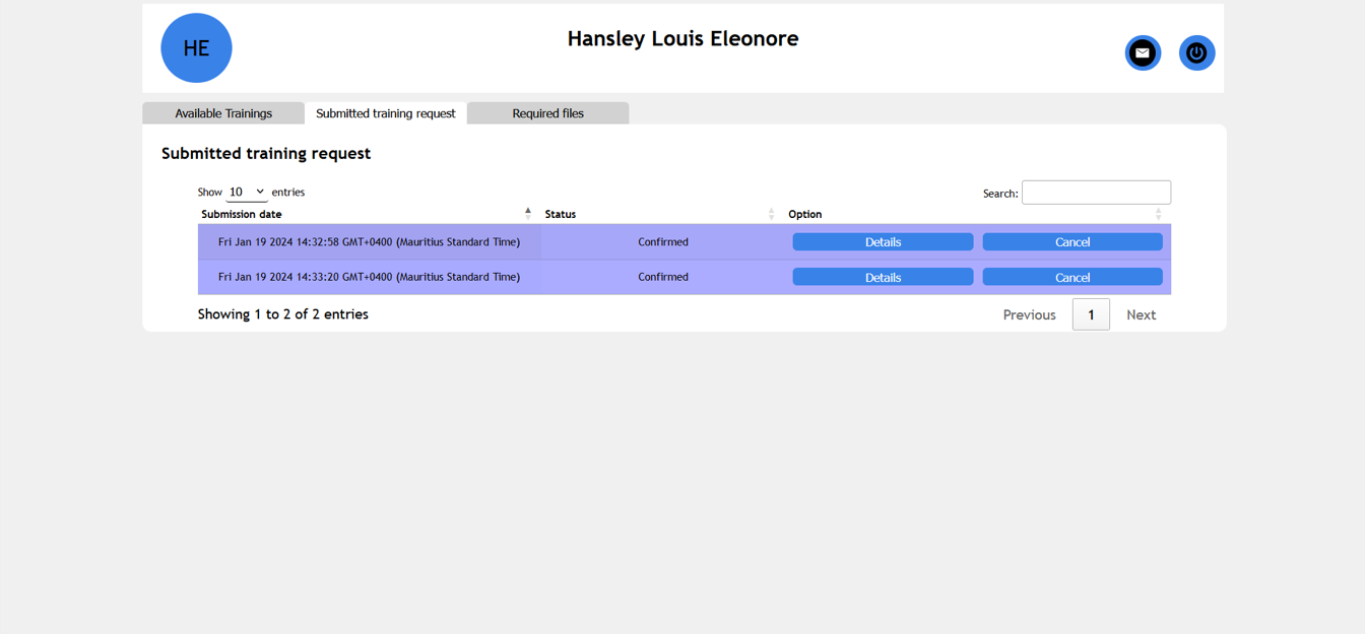 HE
Hansley Louis Eleonore
Available Trainings Submitted training request Required files
Submitted training request
Show 10 entries Search:
Submission date Status Option
Fri Jan 19 2024 14:32:58 GMT+0400 (Mauritius Standard Time) Confirmed Details Cancel
Fri Jan 19 2024 14:33:20 GMT+0400 (Mauritius Standard Time) Confirmed Details Cancel
Showing 1 to 2 of 2 entries Previous 1 Next